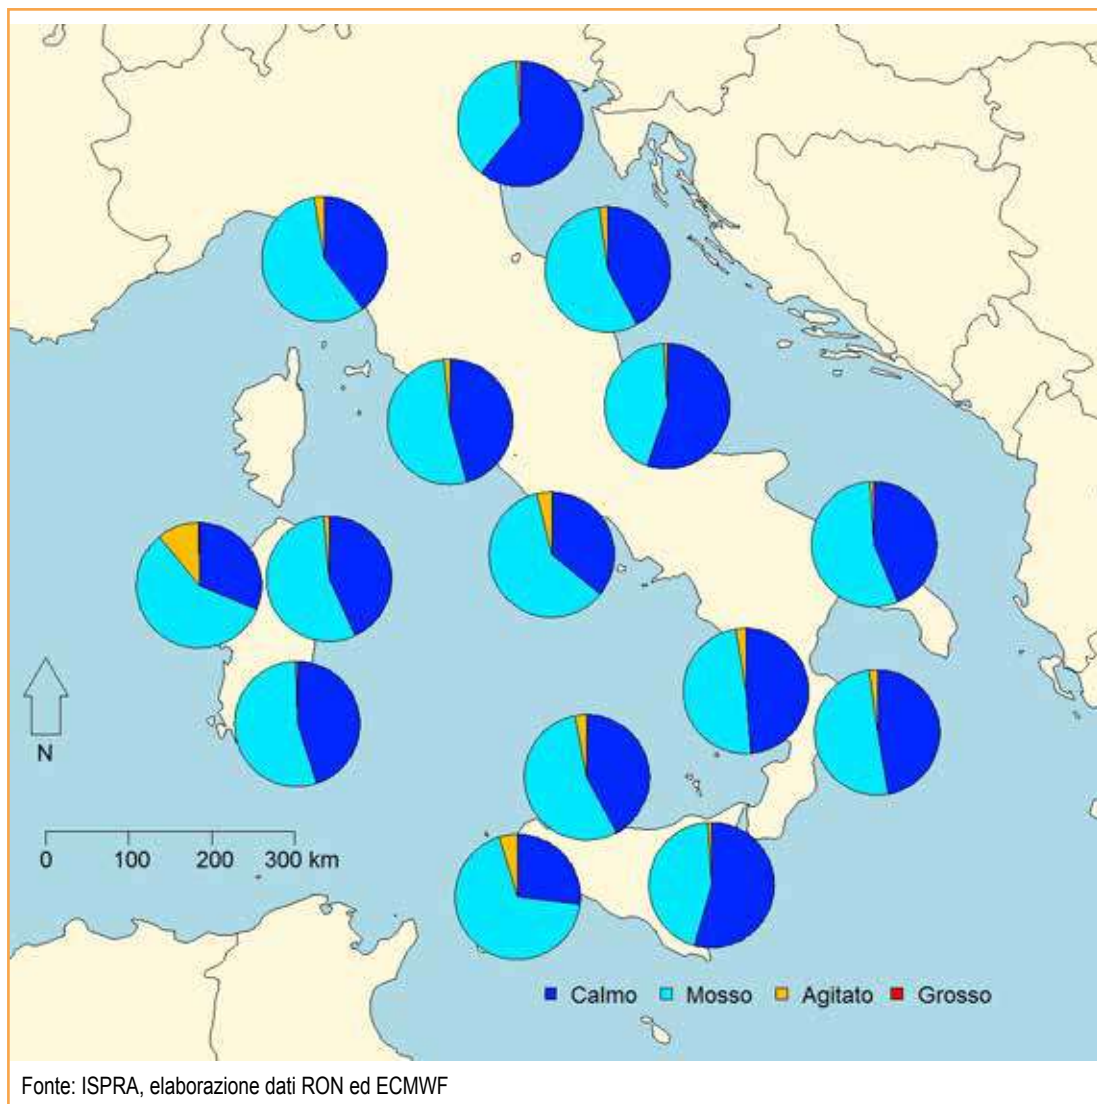 N
0 100 200 300 km
Calmo Mosso Agitato Grosso
Fonte: ISPRA, elaborazione dati RON ed ECMWF